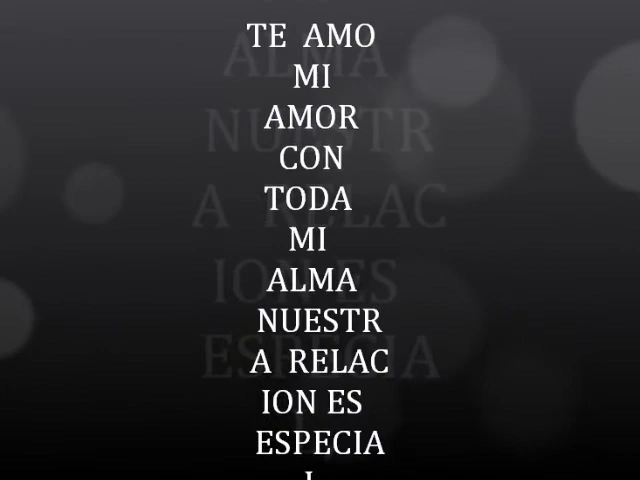 TE AMO
MI
AMOR
CON
TODA
MI
ALMA
NUESTR
A RELAC
ION ES
ESPECIA
L